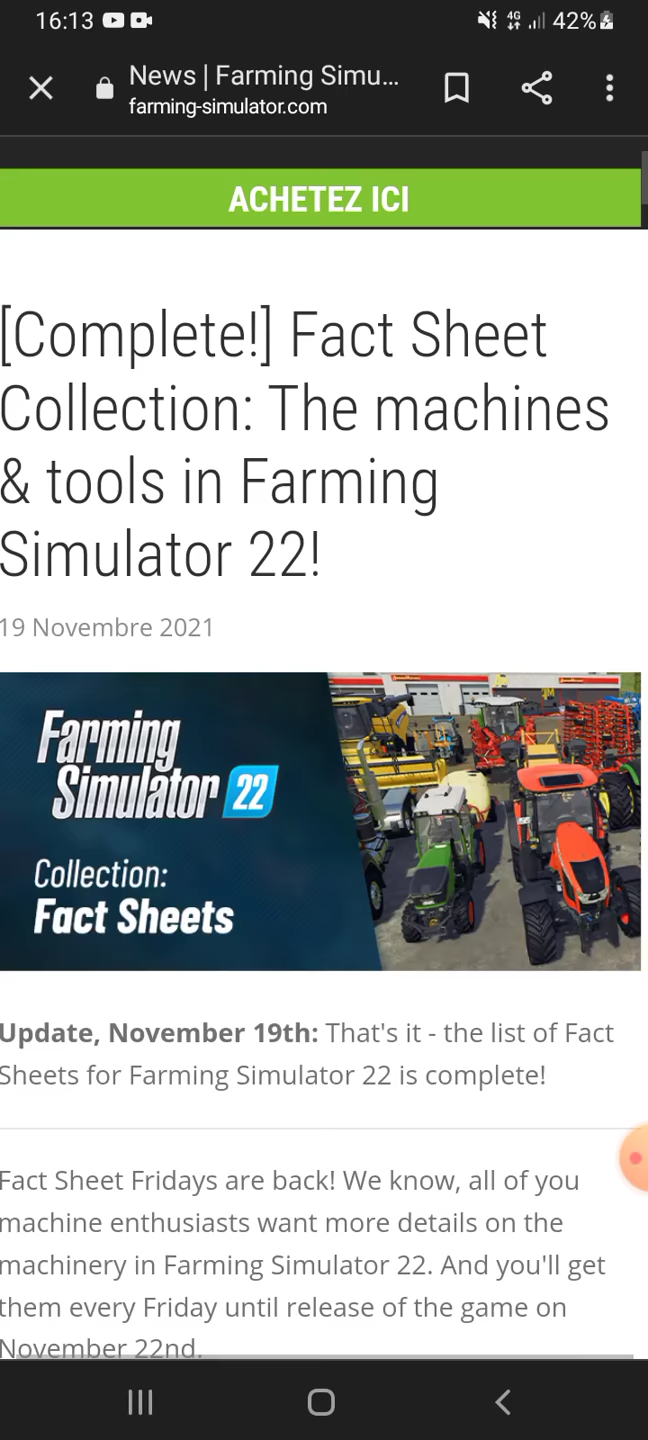 16:13
4G
42%
News | Farming Simu...
farming-simulator.com
ACHETEZ ICI
[Complete!] Fact Sheet
Collection: The machines
& tools in Farming
Simulator 22!
19 Novembre 2021
Farming
Simulator 22
Collection:
Fact Sheets
Update, November 19th: That's it - the list of Fact
Sheets for Farming Simulator 22 is complete!
Fact Sheet Fridays are back! We know, all of you
machine enthusiasts want more details on the
machinery in Farming Simulator 22. And you'll get
them every Friday until release of the game on
November 22nd.